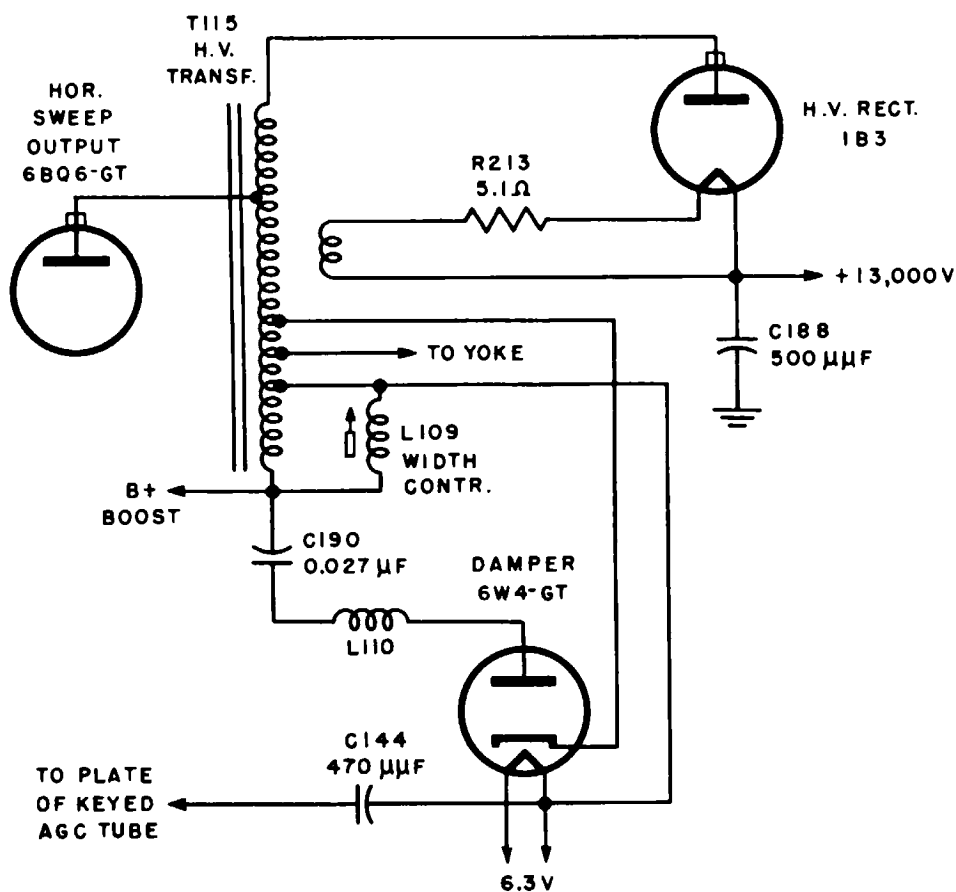 T115
H.V.
TRANSF.
HOR.
SWEEP
OUTPUT
6BQ6-GT
H.V. RECT.
1B3
R213
5.1Ω
+13,000V
C188
500 μμF
TO YOKE
L109
WIDTH
CONTR.
B+
BOOST
C190
0.027 μF
DAMPER
6W4-GT
L110
C144
470 μμF
TO PLATE
OF KEYED
AGC TUBE
6.3V